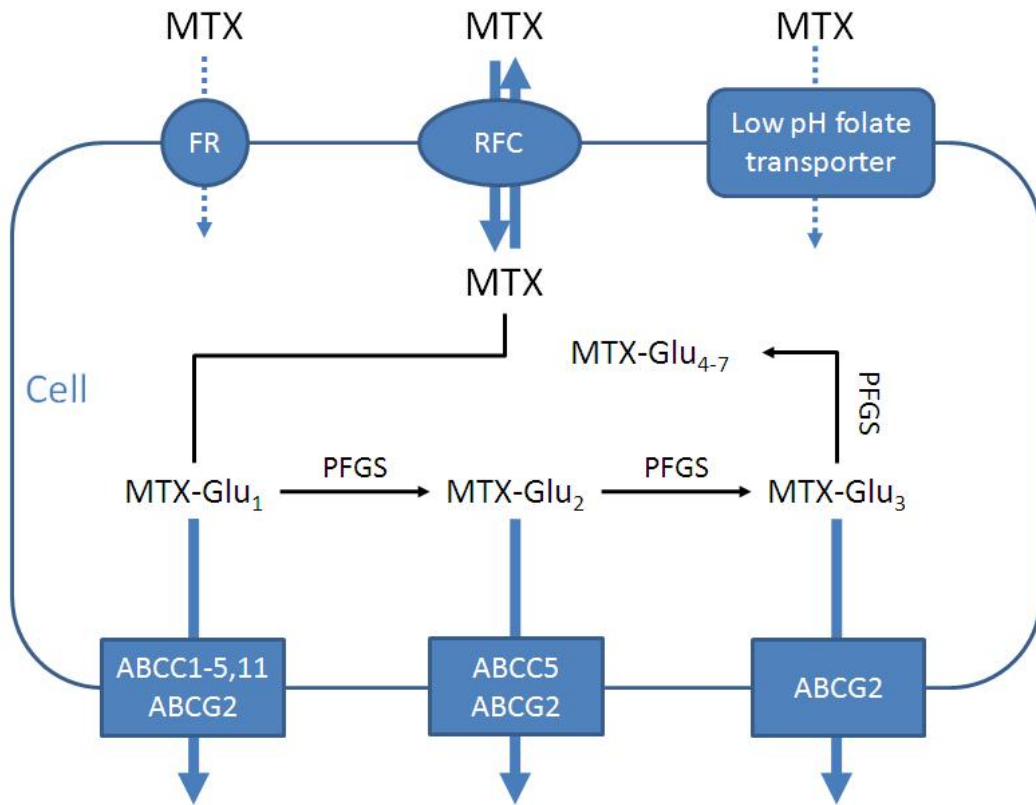 MTX
MTX
MTX
FR
RFC
Low pH folate
transporter
MTX
MTX-Glu4-7
PFGS
Cell
MTX-Glu1
PFGS
MTX-Glu2
PFGS
MTX-Glu3
ABCC1-5,11
ABCG2
ABCC5
ABCG2
ABCG2